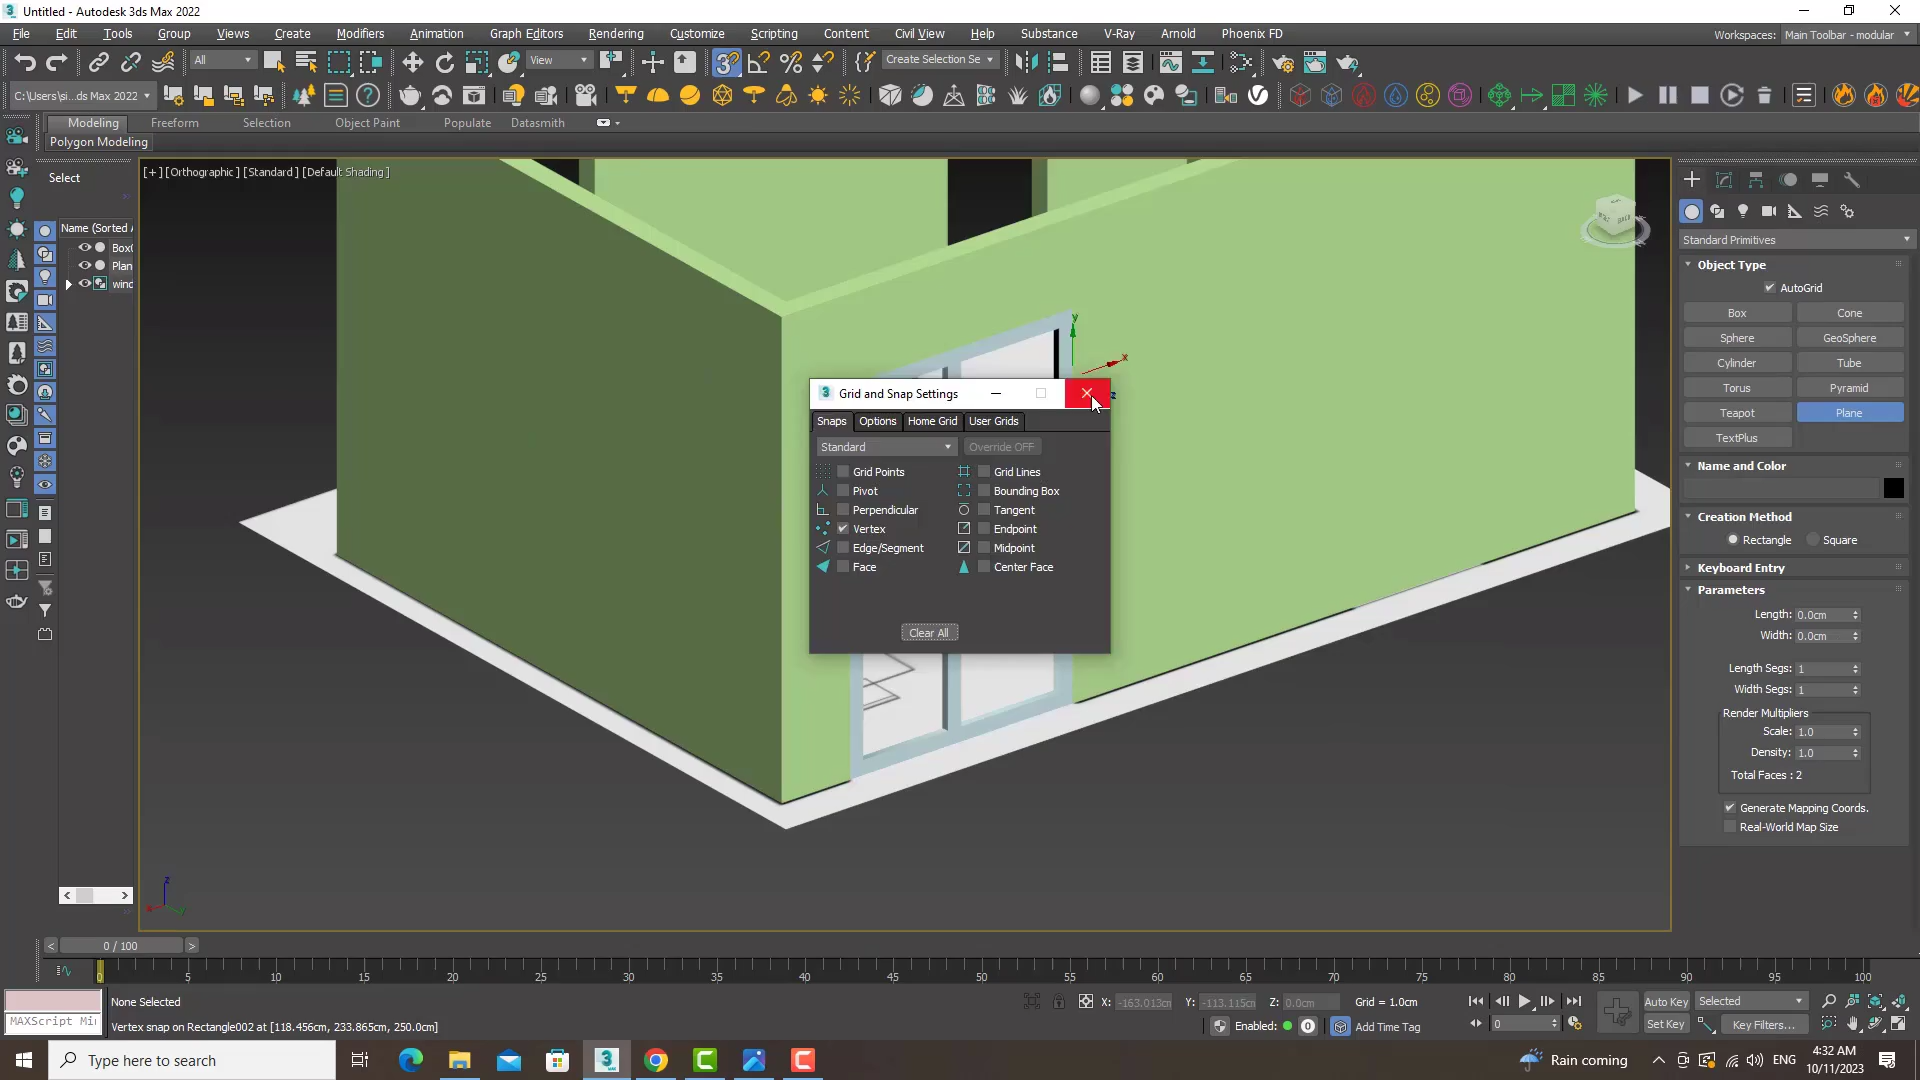 Untitled - Autodesk 3ds Max 2022
File Edit Tools Group Views Create Modifiers Animation Graph Editors Rendering Customize Scripting Content Civil View Help Substance V-Ray Arnold Phoenix FD
Workspaces: Main Toolbar - modular
All View Create Selection Se
C:\Users\si...ds Max 2022
Modeling Freeform Selection Object Paint Populate Datasmith
Polygon Modeling
Select
Name (Sorted A
Plan
wind
[+] [Orthographic ] [Standard ] [Default Shading ]
Standard Primitives
Object Type
AutoGrid
Box Cone
Sphere GeoSphere
Cylinder Tube
Torus Pyramid
Teapot Plane
TextPlus
Name and Color
Creation Method
Rectangle Square
Keyboard Entry
Parameters
Length: 0.0cm
Width: 0.0cm
Length Segs: 1
Width Segs: 1
Render Multipliers
Scale: 1.0
Density: 1.0
Total Faces : 2
Generate Mapping Coords.
Real-World Map Size
y
x
z
3 Grid and Snap Settings
Snaps Options Home Grid User Grids
Standard Override OFF
Grid Points Grid Lines
Pivot Bounding Box
Perpendicular Tangent
Vertex Endpoint
Edge/Segment Midpoint
Face Center Face
Clear All
z
x y
< 0 / 100 >
0 5 10 15 20 25 30 35 40 45 50 55 60 65 70 75 80 85 90 95 100
None Selected
X: -163.013cm Y: -113.115cm Z: 0.0cm Grid = 1.0cm
Auto Key Selected
MAXScript Mi
Vertex snap on Rectangle002 at [118.456cm, 233.865cm, 250.0cm]
Enabled: 0 Add Time Tag
0
Set Key Key Filters...
Type here to search
Rain coming
ENG
4:32 AM
10/11/2023